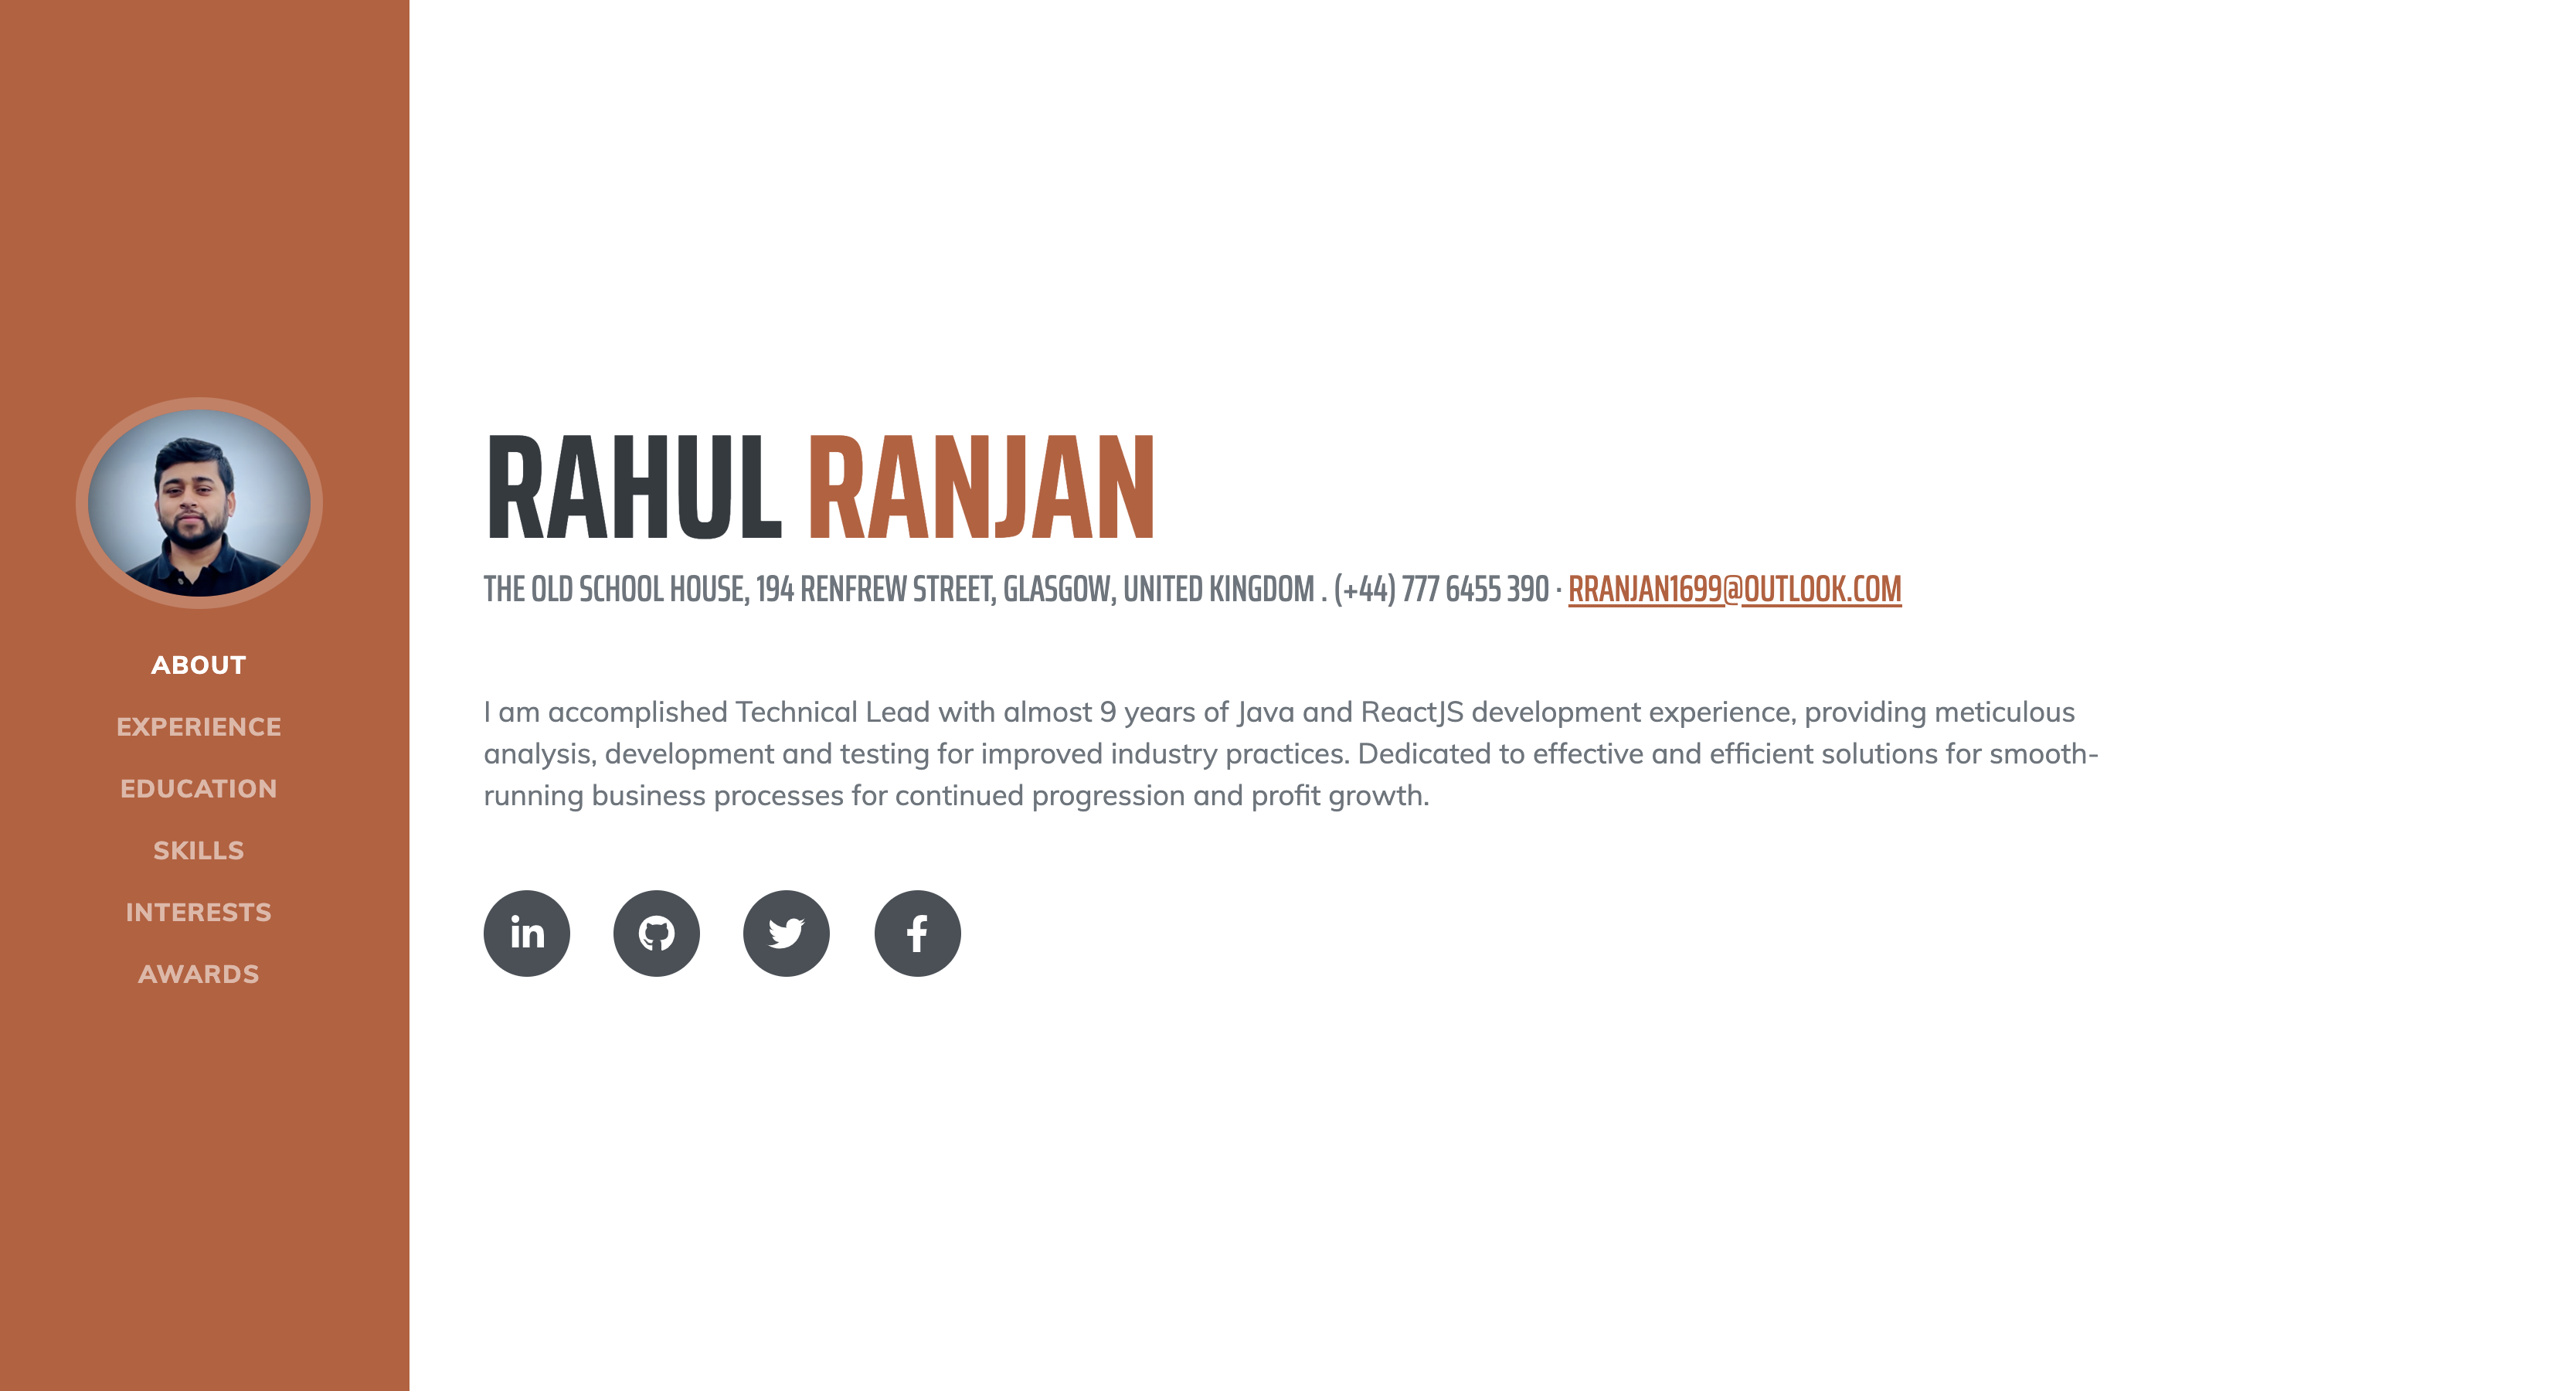 ABOUT
EXPERIENCE
EDUCATION
SKILLS
INTERESTS
AWARDS
RAHUL RANJAN
THE OLD SCHOOL HOUSE, 194 RENFREW STREET, GLASGOW, UNITED KINGDOM . (+44) 777 6455 390 · RRANJAN1699@OUTLOOK.COM
I am accomplished Technical Lead with almost 9 years of Java and ReactJS development experience, providing meticulous
analysis, development and testing for improved industry practices. Dedicated to effective and efficient solutions for smooth-
running business processes for continued progression and profit growth.